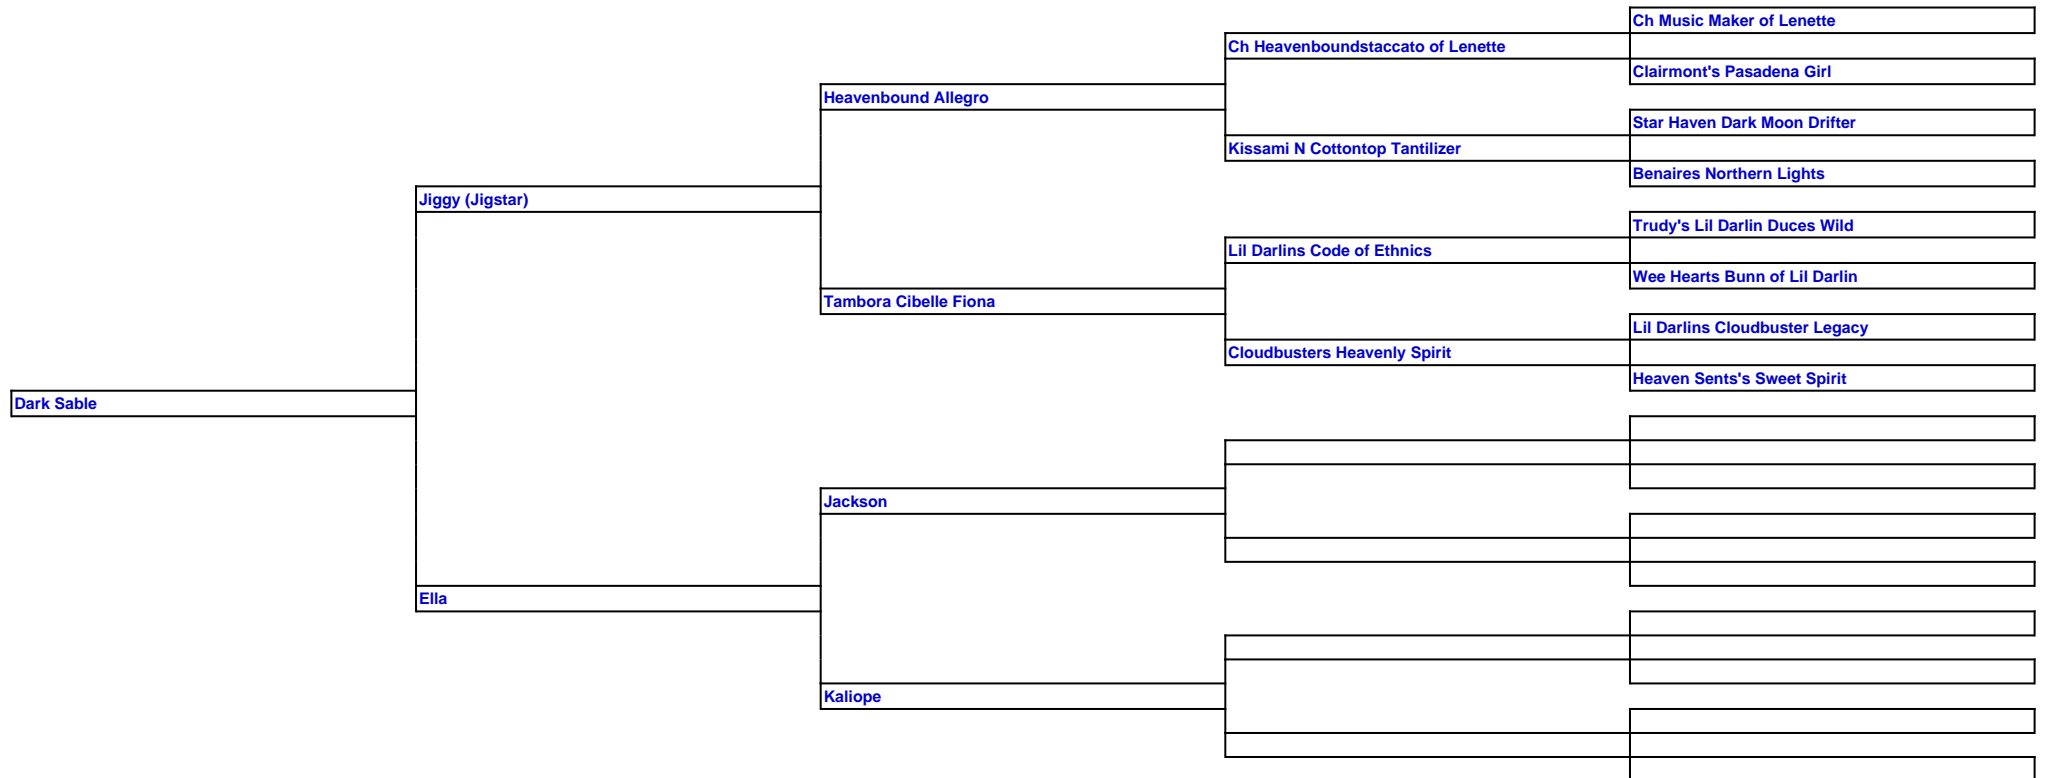 Ch Music Maker of Lenette
Ch Heavenboundstaccato of Lenette
Clairmont's Pasadena Girl
Heavenbound Allegro
Star Haven Dark Moon Drifter
Kissami N Cottontop Tantilizer
Benaires Northern Lights
Jiggy (Jigstar)
Trudy's Lil Darlin Duces Wild
Lil Darlins Code of Ethnics
Wee Hearts Bunn of Lil Darlin
Tambora Cibelle Fiona
Lil Darlins Cloudbuster Legacy
Cloudbusters Heavenly Spirit
Heaven Sents's Sweet Spirit
Dark Sable
Jackson
Ella
Kaliope